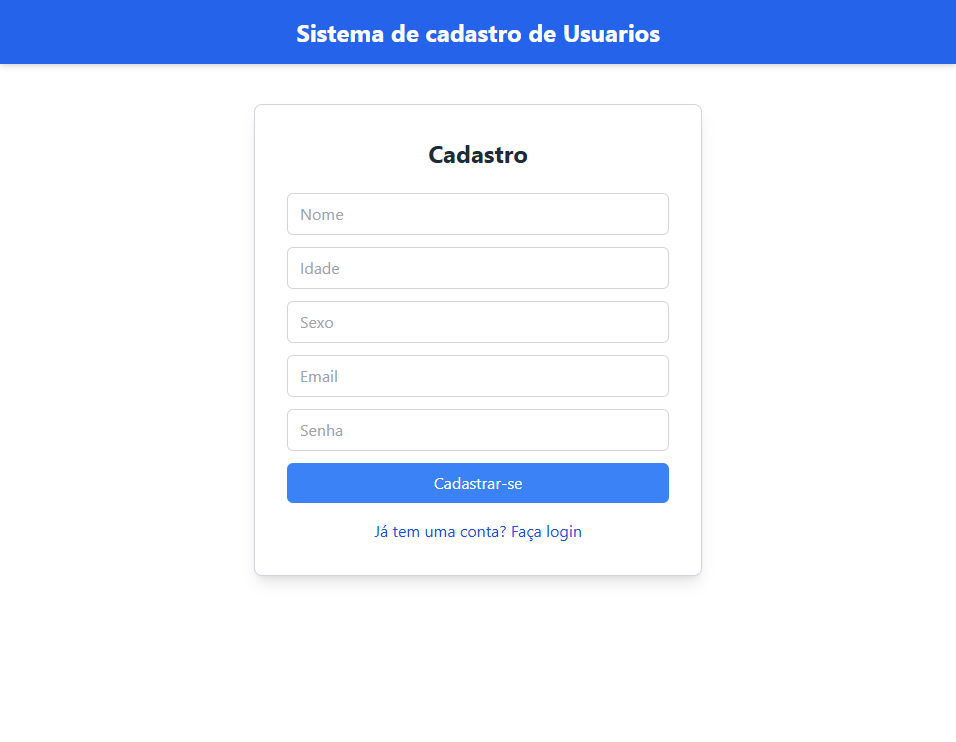 Sistema de cadastro de Usuarios
Cadastro
Nome
Idade
Sexo
Email
Senha
Cadastrar-se
Já tem uma conta? Faça login